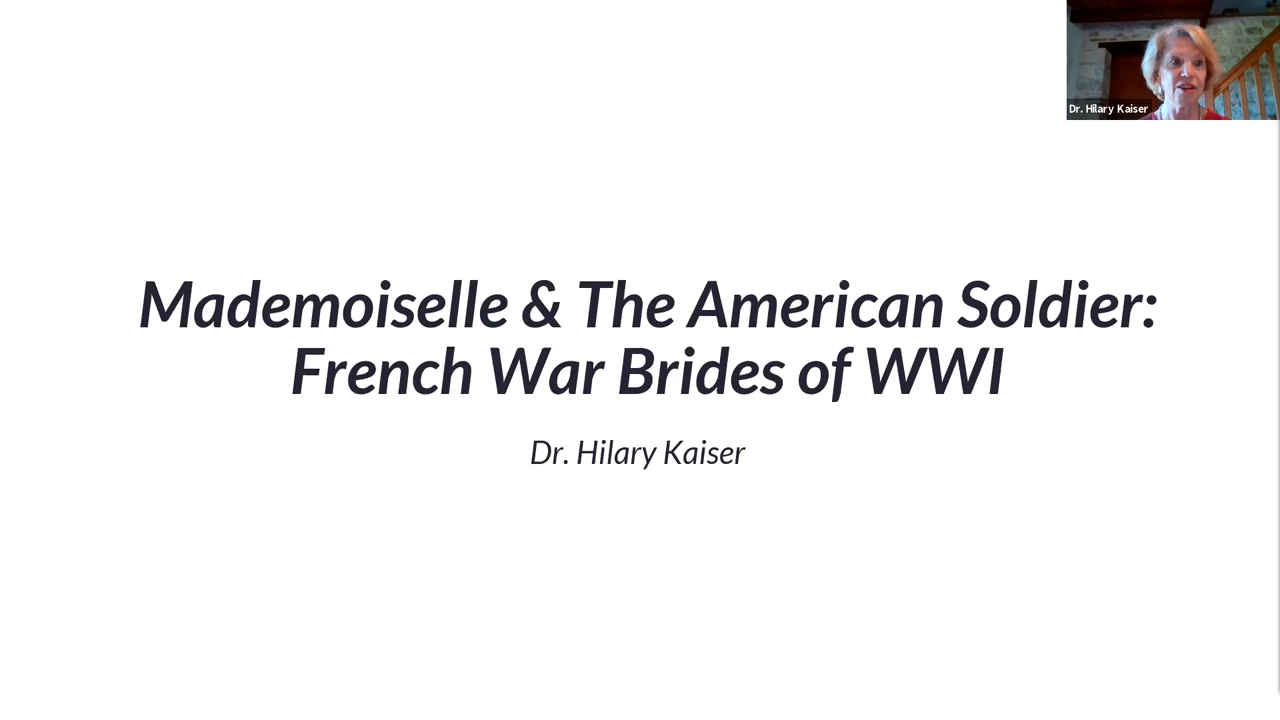 Dr. Hilary Kaiser
Mademoiselle & The American Soldier:
French War Brides of WWI
Dr. Hilary Kaiser